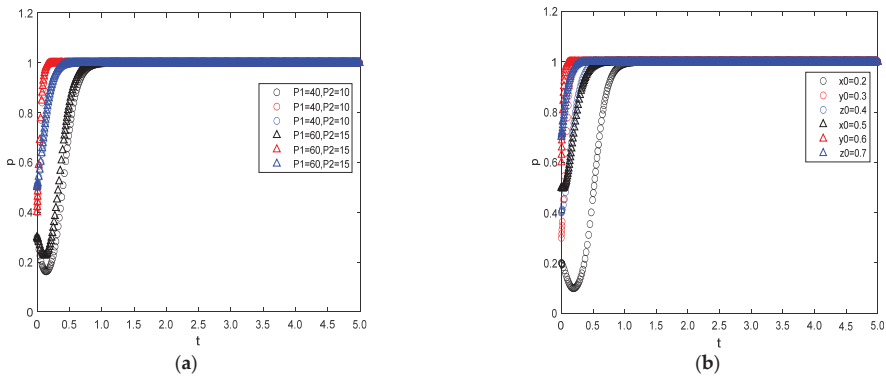 1.2
1
0.8
0.6
0.4
0.2
0
p
0 0.5 1.0 1.5 2.0 2.5 3.0 3.5 4.0 4.5 5.0
t
P1=40,P2=10
P1=40,P2=10
P1=40,P2=10
P1=60,P2=15
P1=60,P2=15
P1=60,P2=15
(a)
1.2
1
0.8
0.6
0.4
0.2
0
p
0 0.5 1.0 1.5 2.0 2.5 3.0 3.5 4.0 4.5 5.0
t
x0=0.2
y0=0.3
z0=0.4
x0=0.5
y0=0.6
z0=0.7
(b)